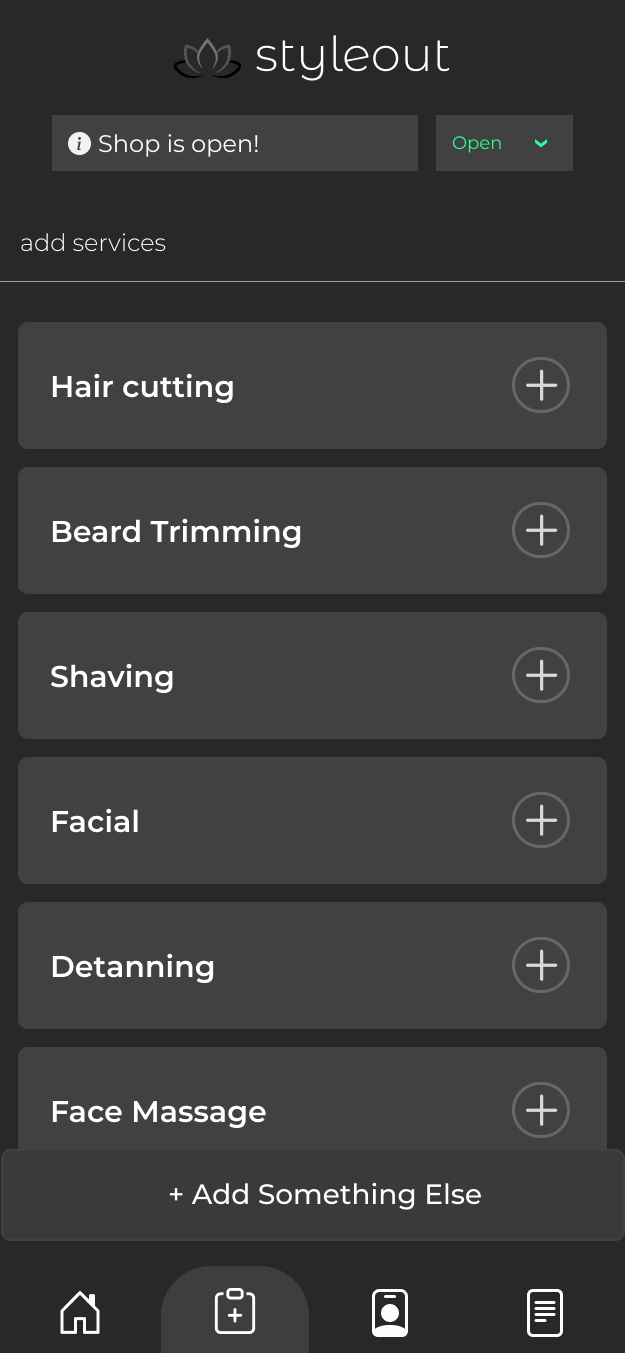 styleout
Shop is open!
Open
add services
Hair cutting
Beard Trimming
Shaving
Facial
Detanning
Face Massage
+ Add Something Else